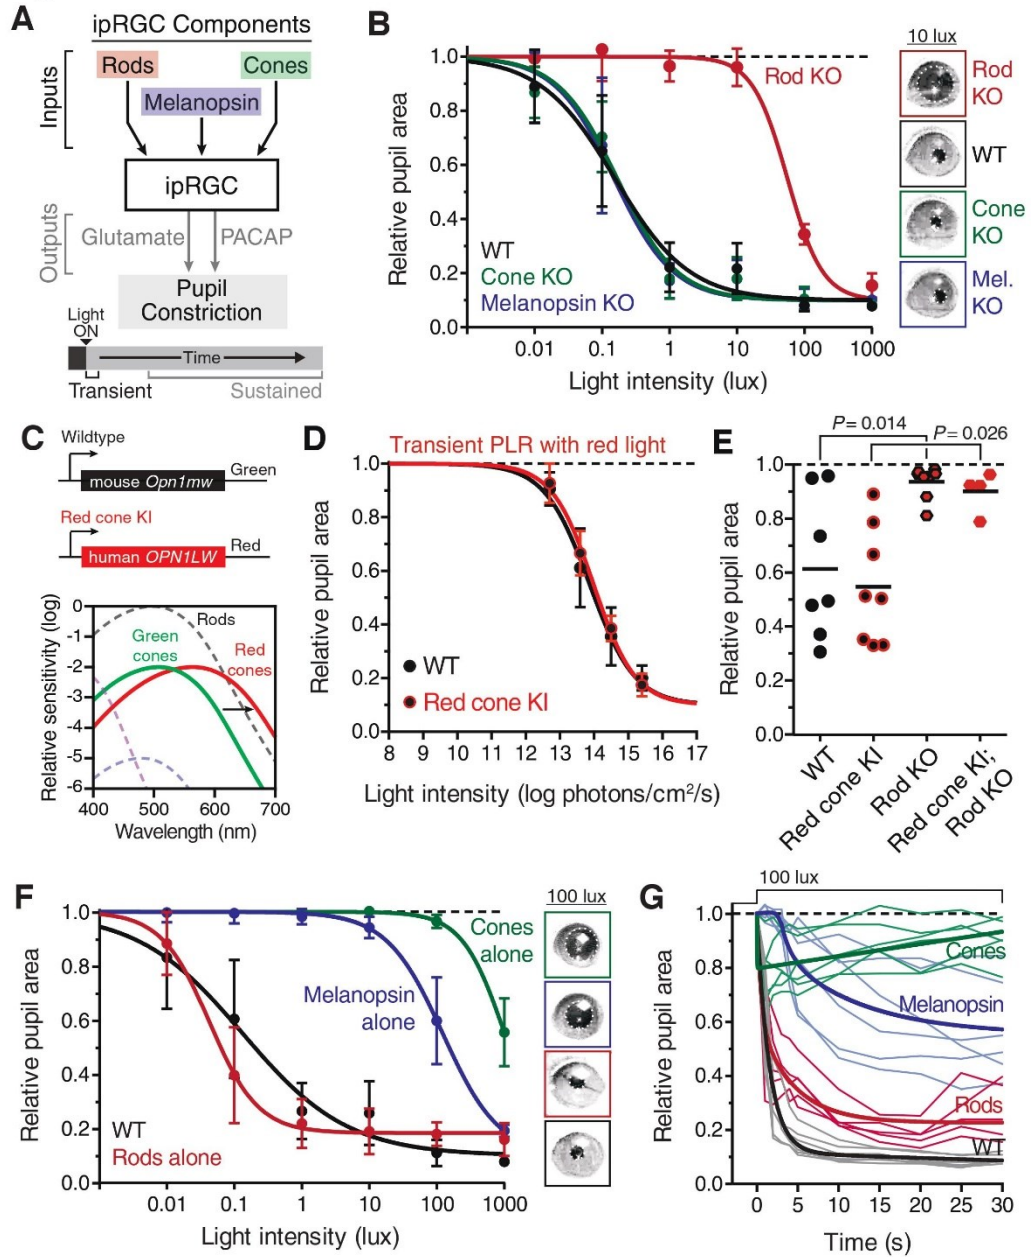 A
ipRGC Components
Inputs
Rods
Cones
Melanopsin
ipRGC
Outputs
Glutamate
PACAP
Pupil
Constriction
Light
ON
Time
Transient
Sustained
B
Relative pupil area
1.0
0.8
0.6
0.4
0.2
0.0
Rod KO
WT
Cone KO
Melanopsin KO
0.01 0.1 1 10 100 1000
Light intensity (lux)
10 lux
Rod
KO
WT
Cone
KO
Mel.
KO
C
Wildtype
mouse Opn1mw
Green
Red cone KI
human OPN1LW
Red
Relative sensitivity (log)
0
-1
-2
-3
-4
-5
-6
Rods
Green
cones
Red
cones
400 500 600 700
Wavelength (nm)
D
Transient PLR with red light
Relative pupil area
1.0
0.8
0.6
0.4
0.2
0.0
WT
Red cone KI
8 9 10 11 12 13 14 15 16 17
Light intensity (log photons/cm²/s)
E
P = 0.014
P = 0.026
Relative pupil area
1.0
0.8
0.6
0.4
0.2
0.0
WT
Red cone KI
Rod KO
Red cone KI;
Rod KO
F
Relative pupil area
1.0
0.8
0.6
0.4
0.2
0.0
Cones
alone
Melanopsin
alone
WT
Rods alone
0.01 0.1 1 10 100 1000
Light intensity (lux)
100 lux
G
100 lux
Relative pupil area
1.0
0.8
0.6
0.4
0.2
0.0
Cones
Melanopsin
Rods
WT
0 5 10 15 20 25 30
Time (s)